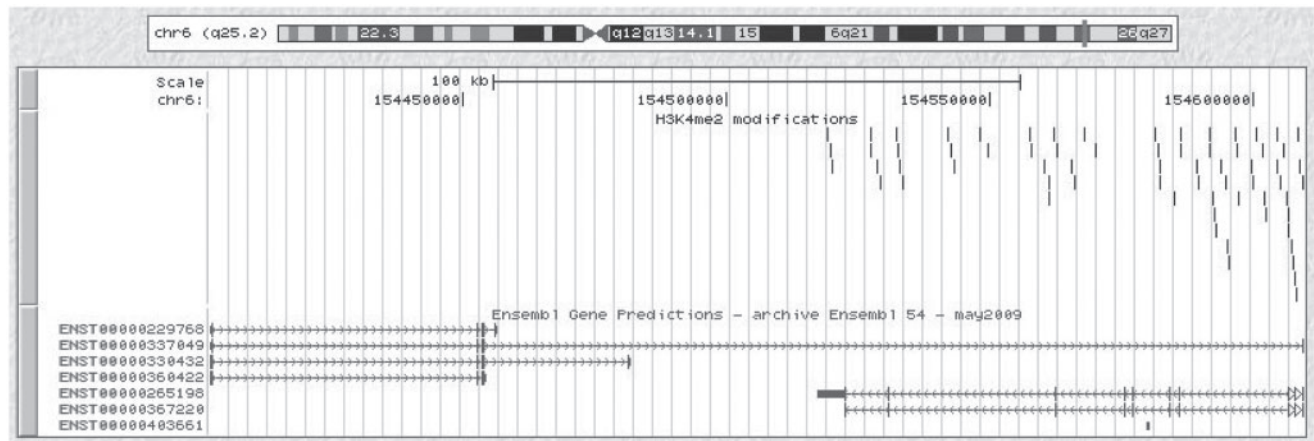 chr6 (q25.2) 22.3 q12 q13 14.1 15 6q21 26 q27
Scale 100 kb
chr6: 154450000 154500000 154550000 154600000
H3K4me2 modifications
Ensembl Gene Predictions - archive Ensembl 54 - may2009
ENST00000229768
ENST00000337049
ENST00000330432
ENST00000360422
ENST00000265198
ENST00000367220
ENST00000403661